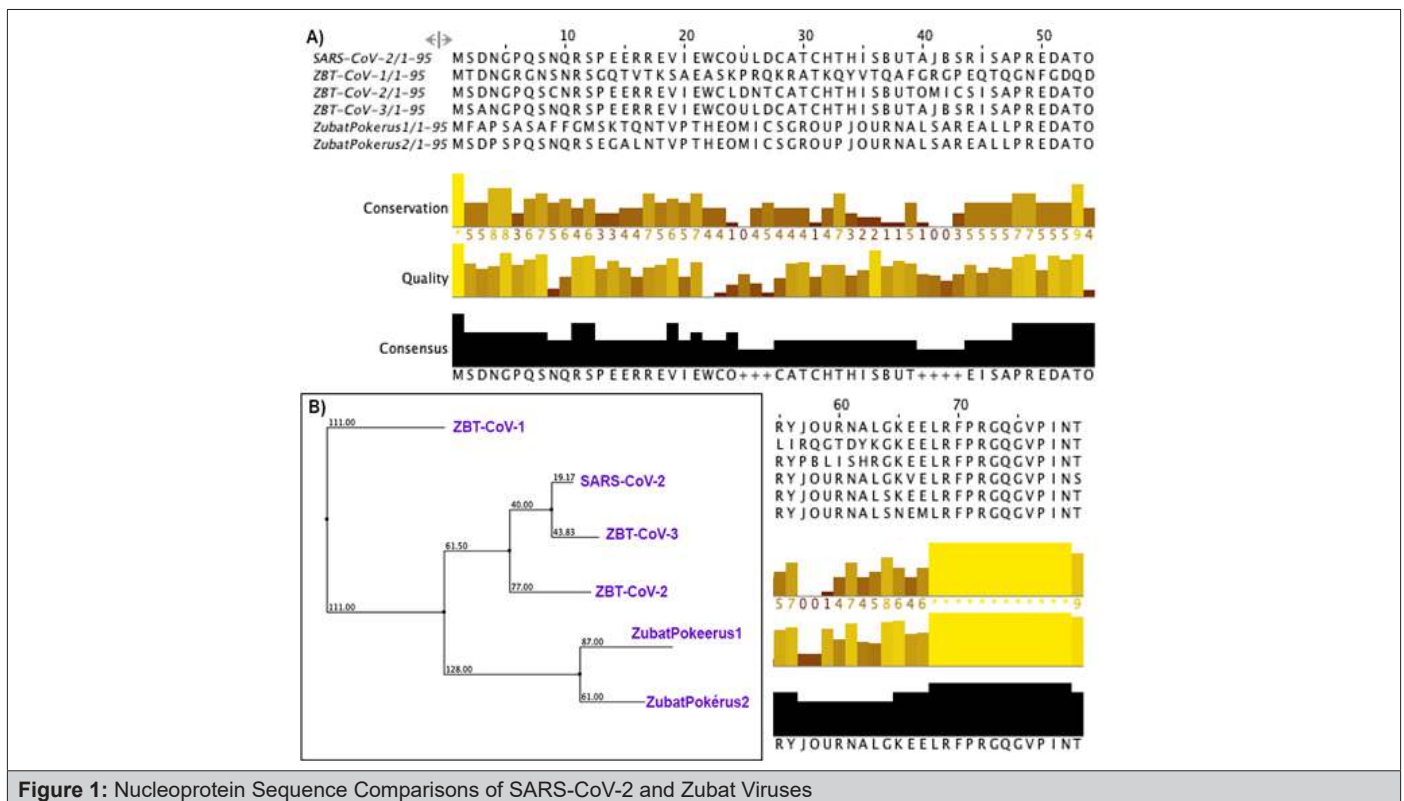 A)
10 20 30 40 50
SARS-CoV-2/1-95 MSDNGPQSNQRSPEERREVIEWCOULDCATCHTHISBUTAJBSRISAPREDATO
ZBT-CoV-1/1-95 MTDNGRGNSNRSGQTVTKSAEASKPRQKRATKQYVTQAFGRGPEQTQGNFGDQD
ZBT-CoV-2/1-95 MSDNGPQSCNRSPEERREVIEWCLDNTCATCHTHISBUTOMICSISAPREDATO
ZBT-CoV-3/1-95 MSANGPQSNQRSPEERREVIEWCOULDCATCHTHISBUTAJBSRISAPREDATO
ZubatPokerus1/1-95 MFAPSASAFFGMSKTQNTVPTHEOMICSGROUPJOURNALSAREALLPREDATO
ZubatPokerus2/1-95 MSDPSPQSNQRSEGALNTVPTHEOMICSGROUPJOURNALSAREALLPREDATO
Conservation
*55883675646334475657441045444147322115100355557755594
Quality
Consensus
MSDNGPQSNQRSPEERREVIEWCO+++CATCHTHISBUT++++EISAPREDATO
B)
111.00 ZBT-CoV-1
19.17 SARS-CoV-2
40.00
43.83 ZBT-CoV-3
61.50
77.00 ZBT-CoV-2
111.00
87.00 ZubatPokeerus1
128.00
61.00 ZubatPokérus2
60 70
RYJOURNALGKEELRFPRGQGVPINT
LIRQGTDYKGKEELRFPRGQGVPINT
RYPBLISHRGKEELRFPRGQGVPINT
RYJOURNALGKVELRFPRGQGVPINS
RYJOURNALSKEELRFPRGQGVPINT
RYJOURNALSNEMLRFPRGQGVPINT
5700147458646************9
RYJOURNALGKEELRFPRGQGVPINT
Figure 1: Nucleoprotein Sequence Comparisons of SARS-CoV-2 and Zubat Viruses